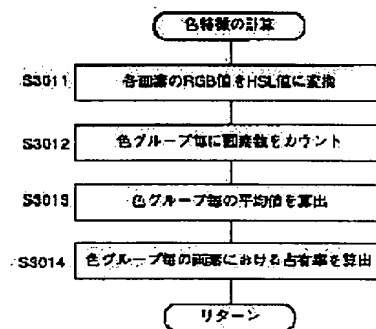 色特徴の計算
S3011 各画素のRGB値をHSL値に変換
S3012 色グループ毎に画素数をカウント
S3013 色グループ毎の平均値を算出
S3014 色グループ毎の画素における占有率を算出
リターン